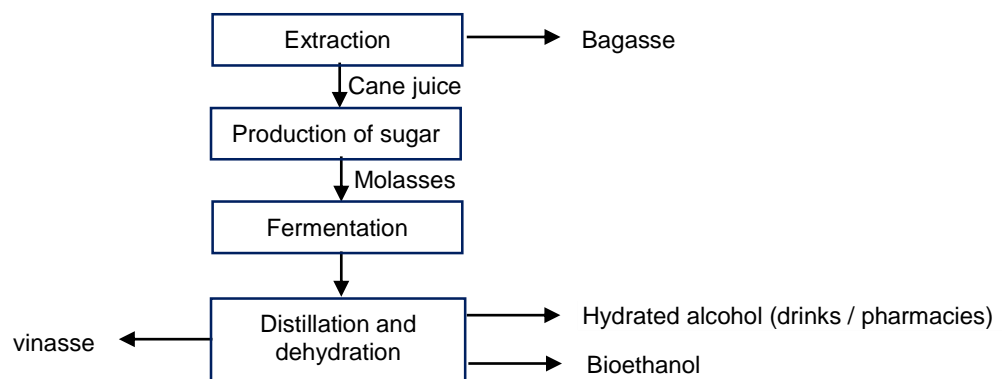 Extraction
Bagasse
Cane juice
Production of sugar
Molasses
Fermentation
Distillation and
dehydration
Hydrated alcohol (drinks / pharmacies)
vinasse
Bioethanol